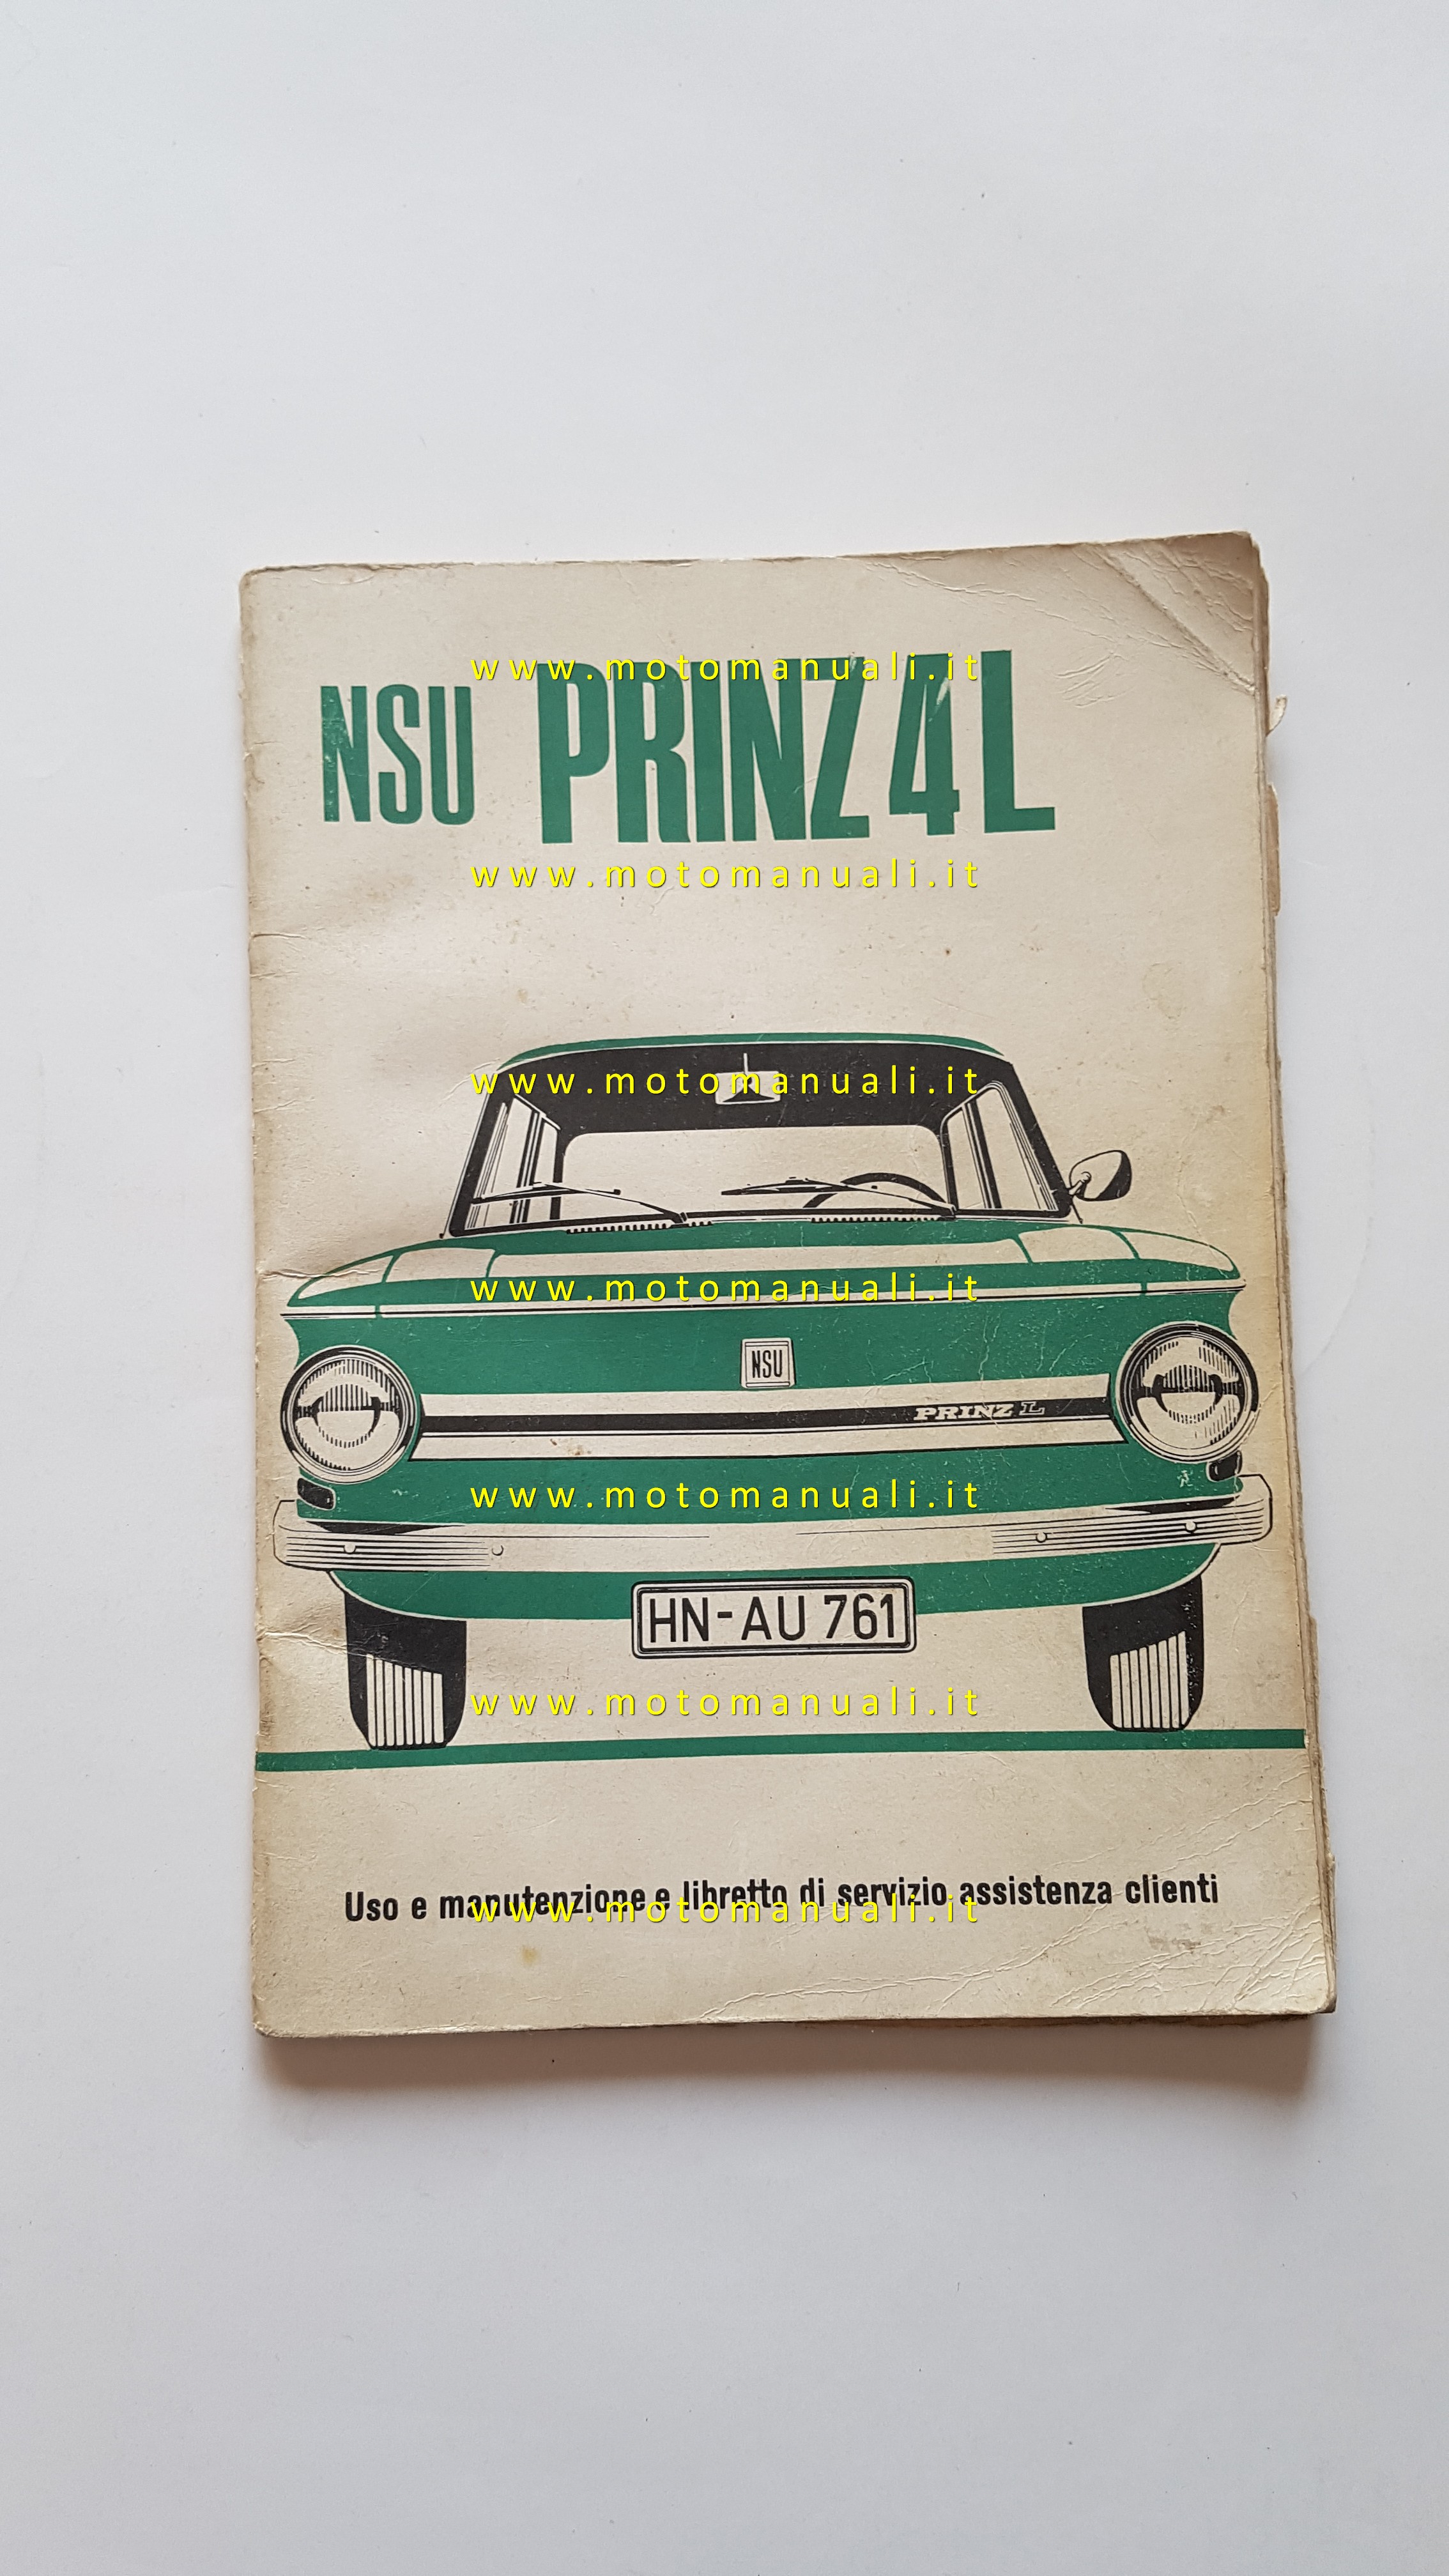 www.motomanuali.it
NSU PRINZ 4 L
www.motomanuali.it
www.motomanuali.it
www.motomanuali.it
NSU
PRINZ L
www.motomanuali.it
HN-AU 761
www.motomanuali.it
Uso e manutenzione e libretto di servizio assistenza clienti
www.motomanuali.it